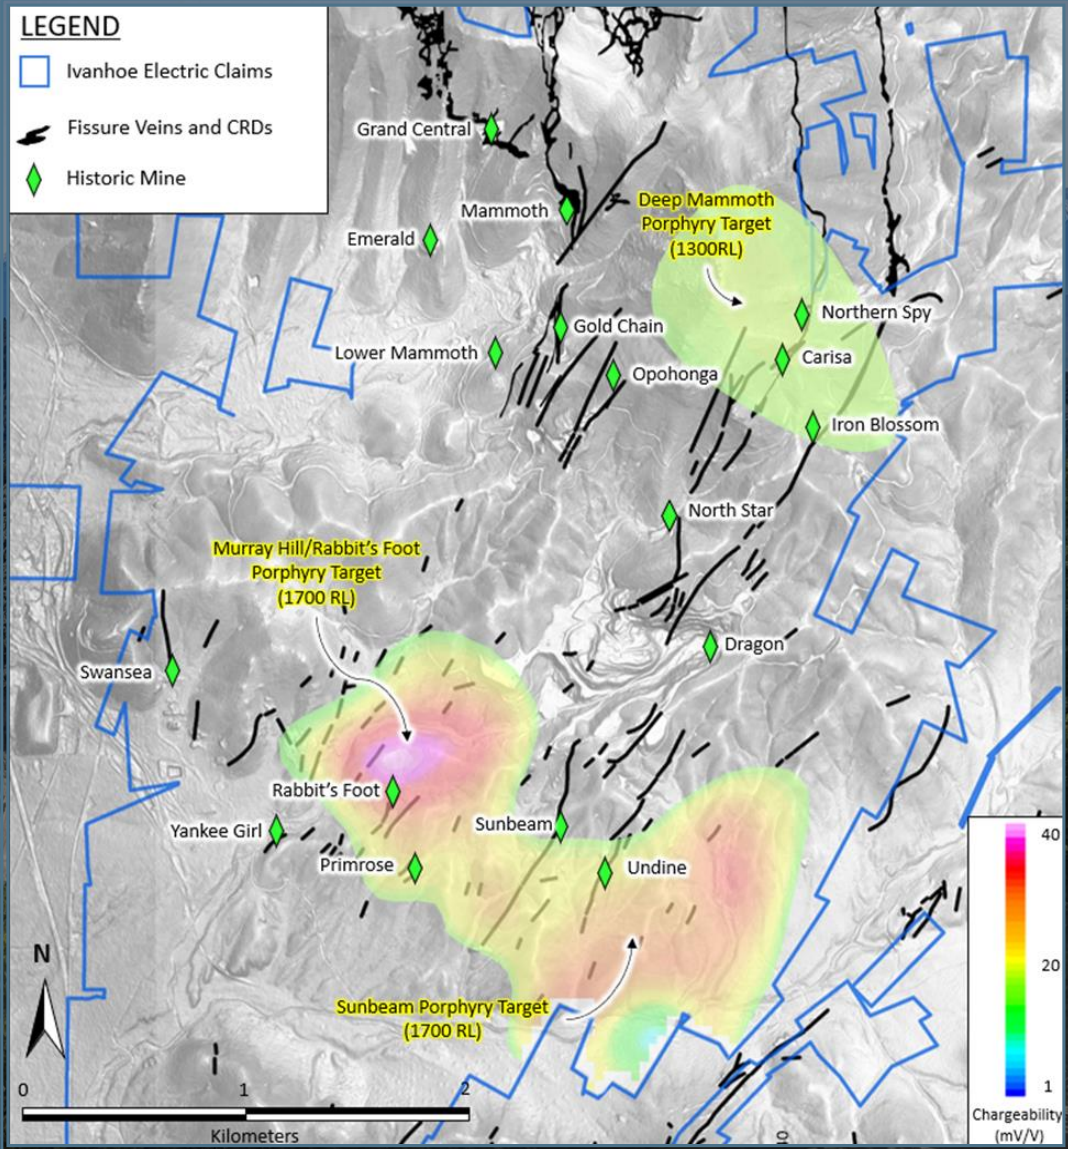 LEGEND
Ivanhoe Electric Claims
Fissure Veins and CRDs
Historic Mine
Grand Central
Mammoth
Emerald
Deep Mammoth
Porphyry Target
(1300RL)
Northern Spy
Gold Chain
Lower Mammoth
Carisa
Opohonga
Iron Blossom
North Star
Murray Hill/Rabbit's Foot
Porphyry Target
(1700 RL)
Dragon
Swansea
Rabbit's Foot
Yankee Girl
Sunbeam
Primrose
Undine
Sunbeam Porphyry Target
(1700 RL)
N
0 1 2
Kilometers
40
20
1
Chargeability
(mV/V)